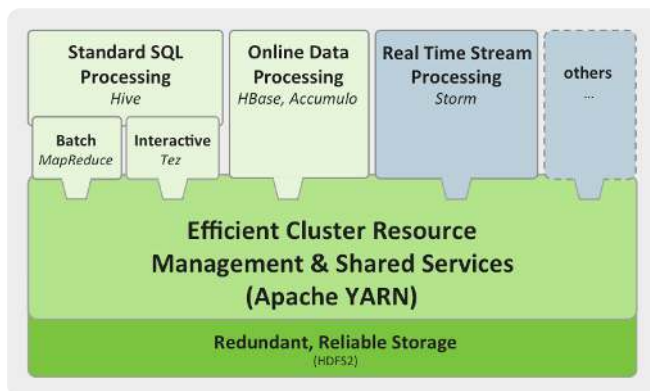 Standard SQL
Processing
Hive
Online Data
Processing
HBase, Accumulo
Real Time Stream
Processing
Storm
others
...
Batch
MapReduce
Interactive
Tez
Efficient Cluster Resource
Management & Shared Services
(Apache YARN)
Redundant, Reliable Storage
(HDFS2)